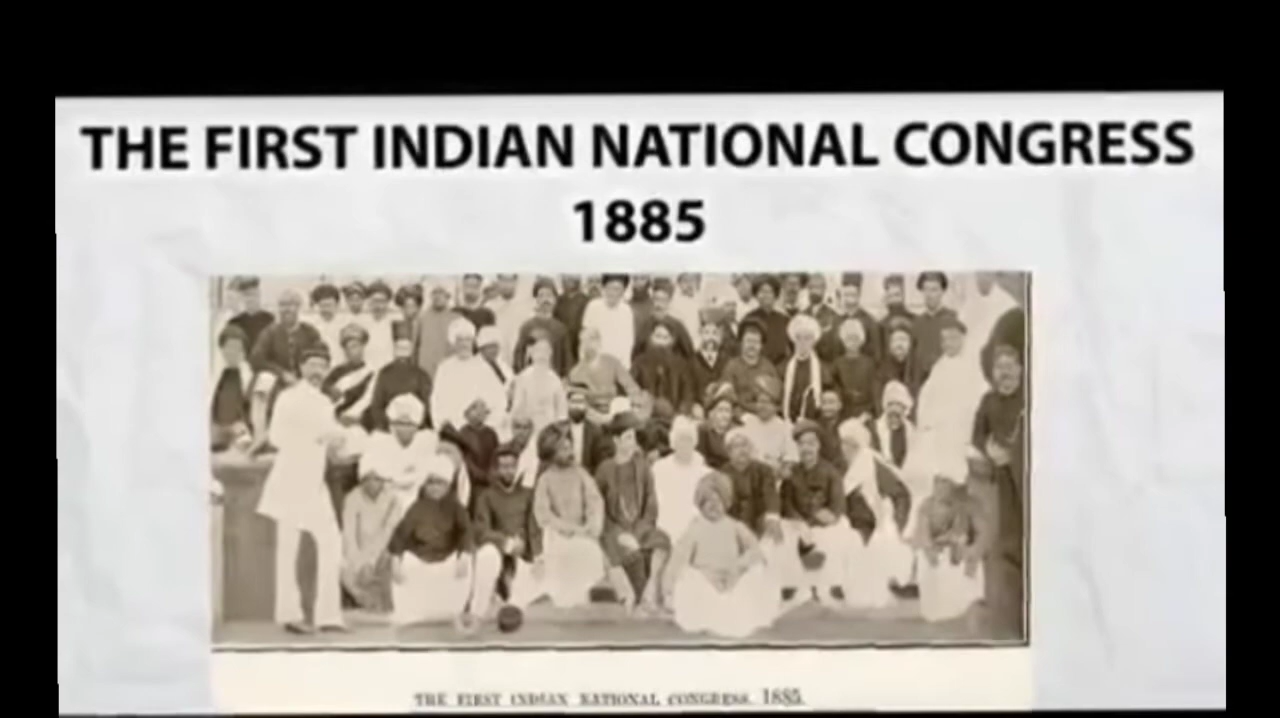 THE FIRST INDIAN NATIONAL CONGRESS
1885
THE FIRST INDIAN NATIONAL CONGRESS, 1885.